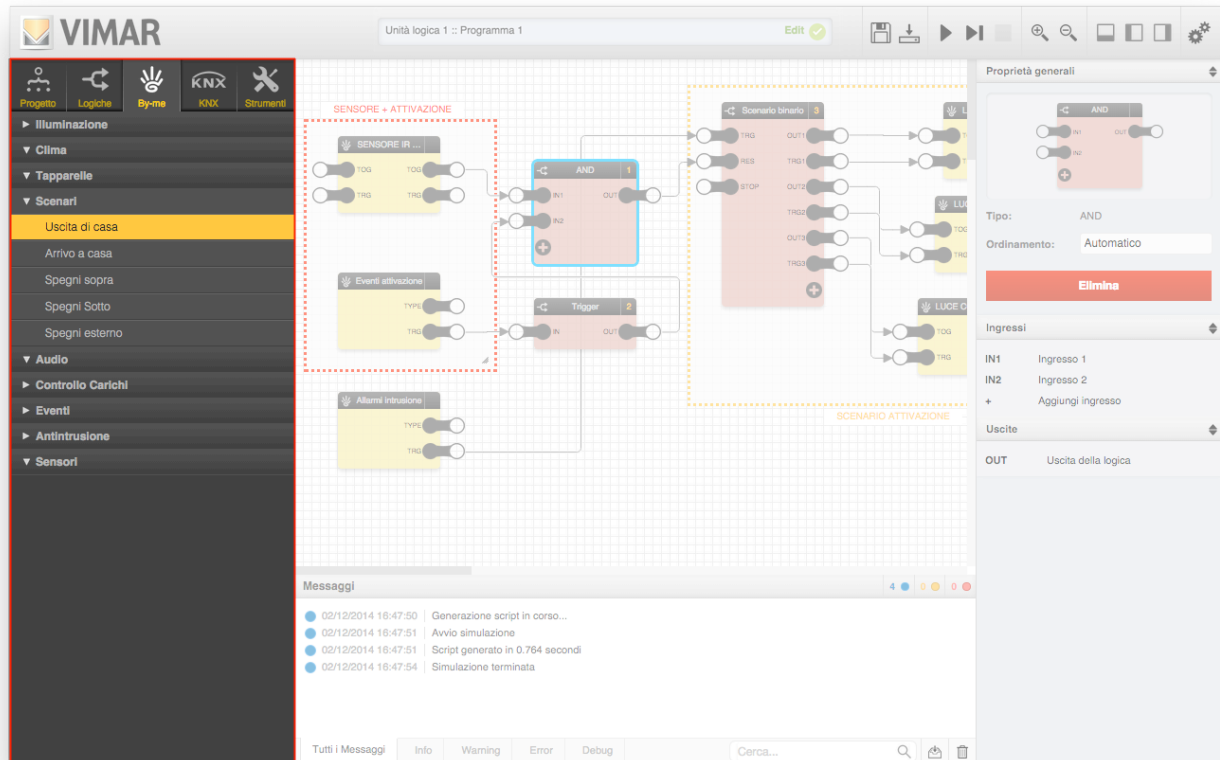 VIMAR
Unità logica 1 :: Programma 1
Edit
Progetto
Logiche
By-me
KNX
KNX
Strumenti
Illuminazione
Clima
Tapparelle
Scenari
Uscita di casa
Arrivo a casa
Spegni sopra
Spegni Sotto
Spegni esterno
Audio
Controllo Carichi
Eventi
Antintrusione
Sensori
SENSORE + ATTIVAZIONE
SENSORE IR ...
TOG TOG
TRG TRG
Eventi attivazione
TYPE
TRG
Allarmi intrusione
TYPE
TRG
AND 1
IN1 OUT
IN2
Trigger 2
IN OUT
Scenario binario 3
TRG OUT1
RES TRG1
STOP OUT2
TRG2
OUT3
TRG3
TOG
TRG
LUCE O
TOG
TRG
SCENARIO ATTIVAZIONE
Messaggi
4 0 0
02/12/2014 16:47:50 Generazione script in corso...
02/12/2014 16:47:51 Avvio simulazione
02/12/2014 16:47:51 Script generato in 0.764 secondi
02/12/2014 16:47:54 Simulazione terminata
Tutti i Messaggi Info Warning Error Debug Cerca...
Proprietà generali
AND
IN1 OUT
IN2
Tipo: AND
Ordinamento: Automatico
Elimina
Ingressi
IN1 Ingresso 1
IN2 Ingresso 2
+ Aggiungi ingresso
Uscite
OUT Uscita della logica